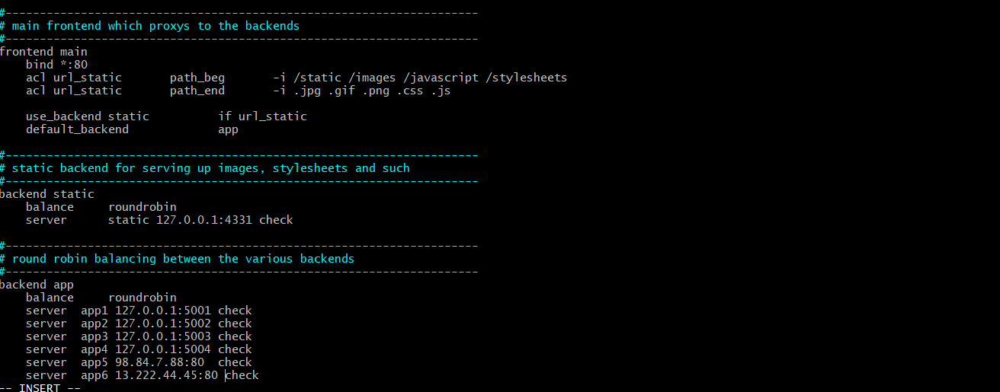 #---------------------------------------------------------------------
# main frontend which proxys to the backends
#---------------------------------------------------------------------
frontend main
    bind *:80
    acl url_static       path_beg       -i /static /images /javascript /stylesheets
    acl url_static       path_end       -i .jpg .gif .png .css .js
    use_backend static          if url_static
    default_backend             app
#---------------------------------------------------------------------
# static backend for serving up images, stylesheets and such
#---------------------------------------------------------------------
backend static
    balance     roundrobin
    server      static 127.0.0.1:4331 check
#---------------------------------------------------------------------
# round robin balancing between the various backends
#---------------------------------------------------------------------
backend app
    balance     roundrobin
    server  app1 127.0.0.1:5001 check
    server  app2 127.0.0.1:5002 check
    server  app3 127.0.0.1:5003 check
    server  app4 127.0.0.1:5004 check
    server  app5 98.84.7.88:80  check
    server  app6 13.222.44.45:80 check
-- INSERT --